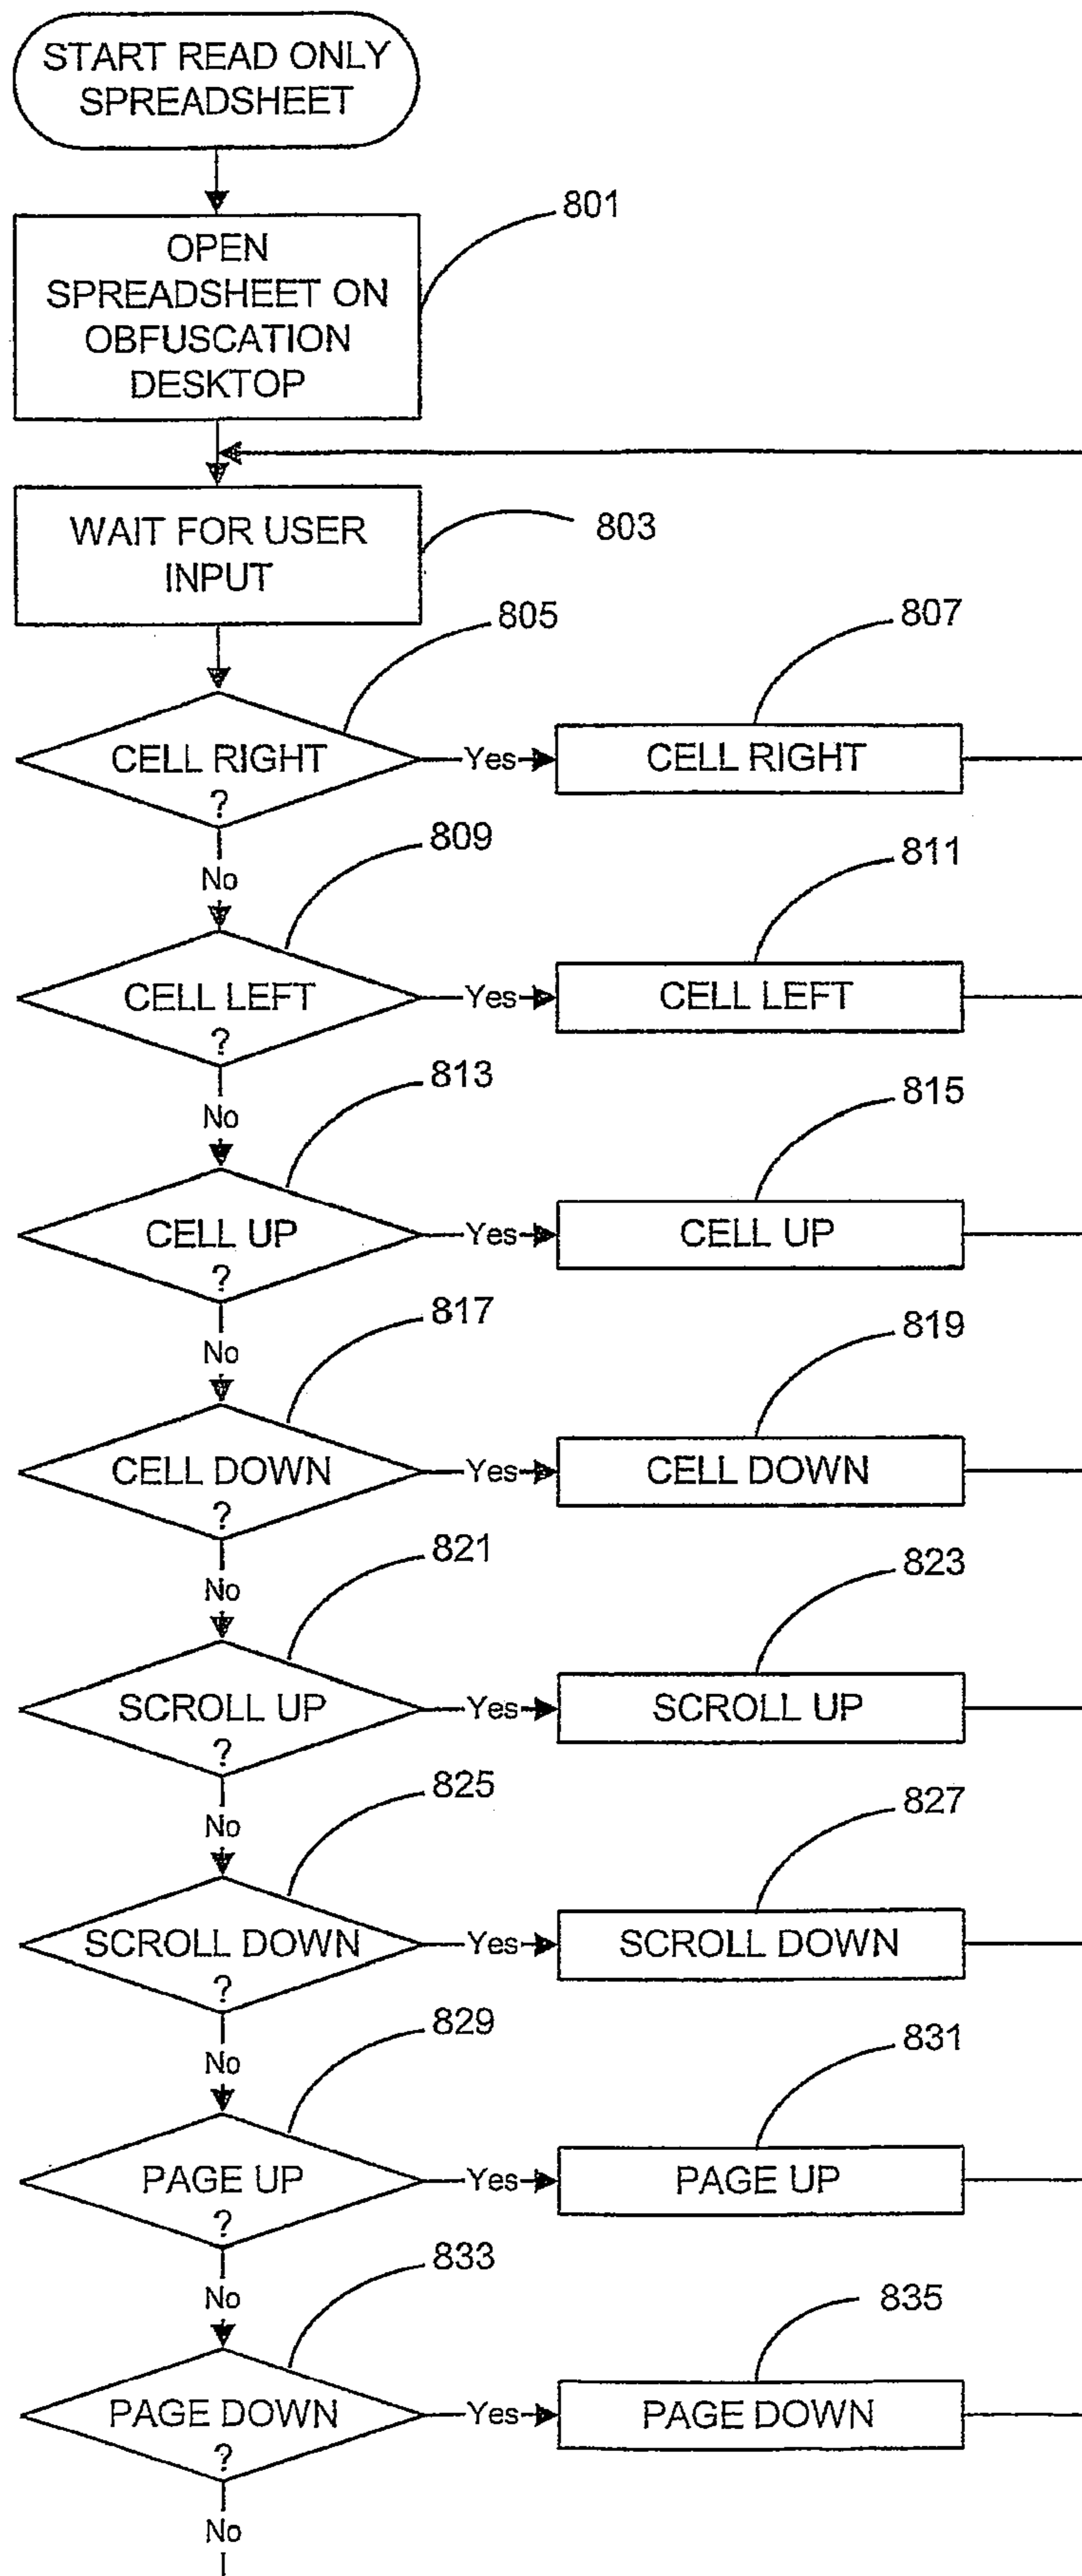 START READ ONLY
SPREADSHEET
801
OPEN
SPREADSHEET ON
OBFUSCATION
DESKTOP
803
WAIT FOR USER
INPUT
805
807
CELL RIGHT
?
Yes
CELL RIGHT
No
809
811
CELL LEFT
?
Yes
CELL LEFT
No
813
815
CELL UP
?
Yes
CELL UP
No
817
819
CELL DOWN
?
Yes
CELL DOWN
No
821
823
SCROLL UP
?
Yes
SCROLL UP
No
825
827
SCROLL DOWN
?
Yes
SCROLL DOWN
No
829
831
PAGE UP
?
Yes
PAGE UP
No
833
835
PAGE DOWN
?
Yes
PAGE DOWN
No